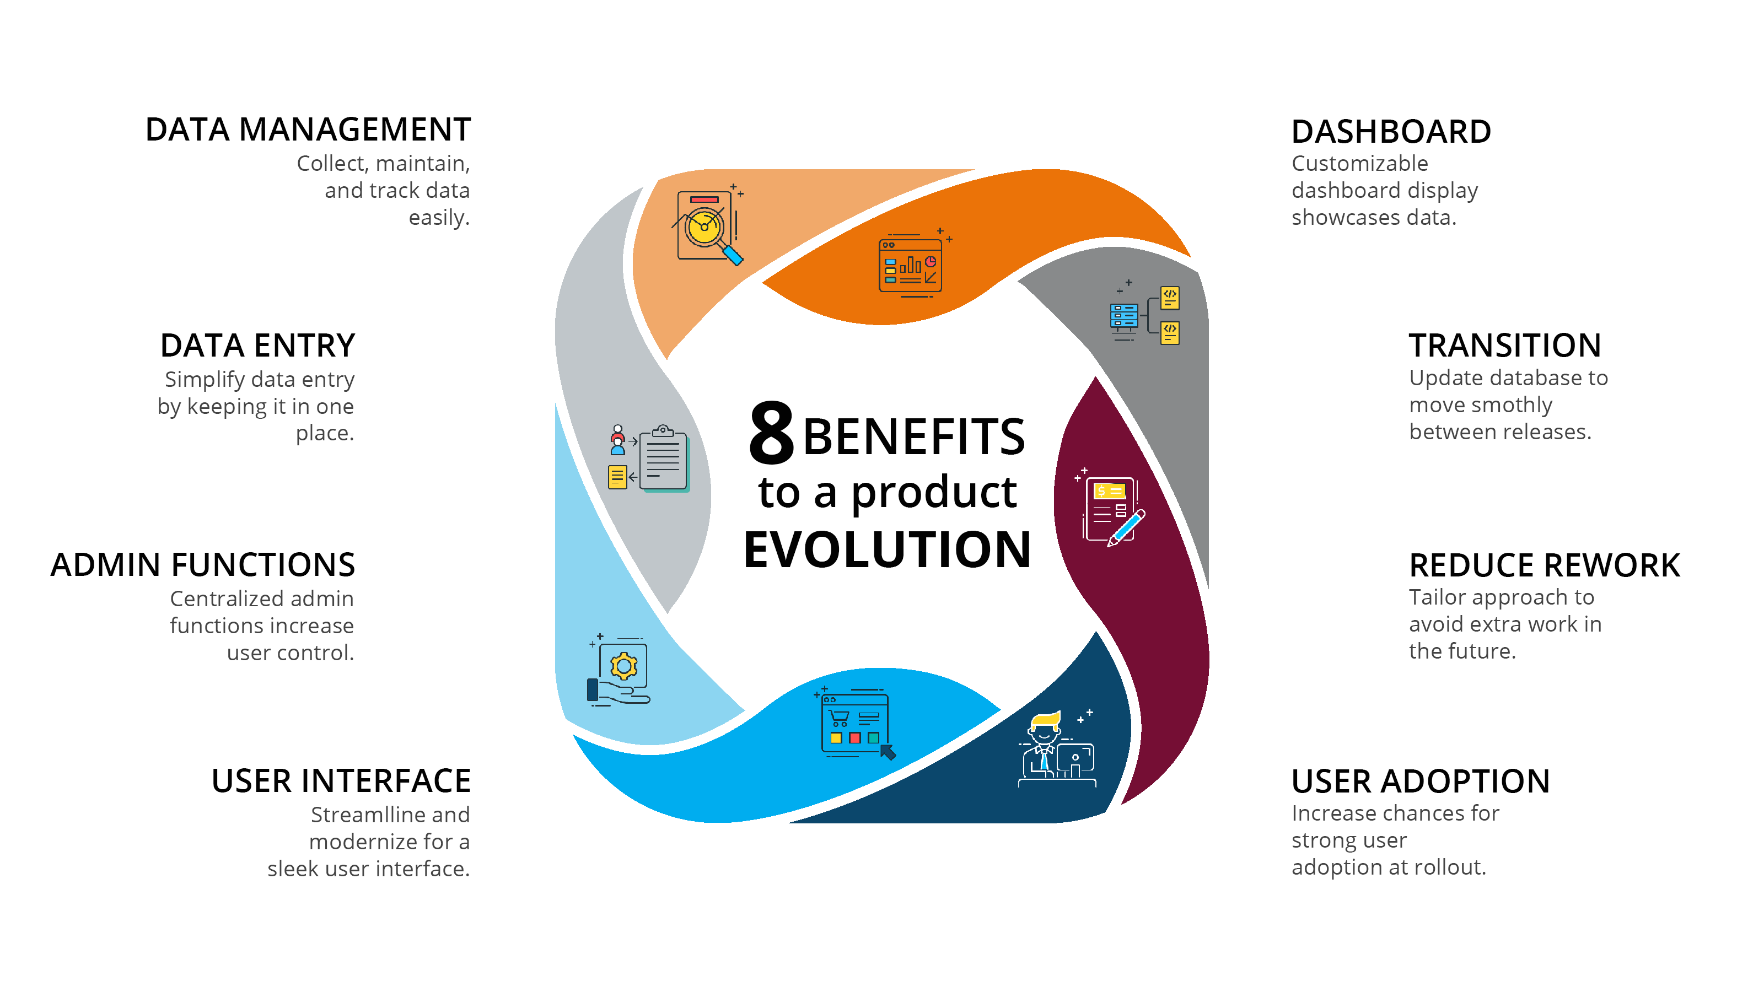 DATA MANAGEMENT
Collect, maintain,
and track data
easily.
DATA ENTRY
Simplify data entry
by keeping it in one
place.
ADMIN FUNCTIONS
Centralized admin
functions increase
user control.
USER INTERFACE
Streamlline and
modernize for a
sleek user interface.
8 BENEFITS
to a product
EVOLUTION
DASHBOARD
Customizable
dashboard display
showcases data.
TRANSITION
Update database to
move smothly
between releases.
REDUCE REWORK
Tailor approach to
avoid extra work in
the future.
USER ADOPTION
Increase chances for
strong user
adoption at rollout.